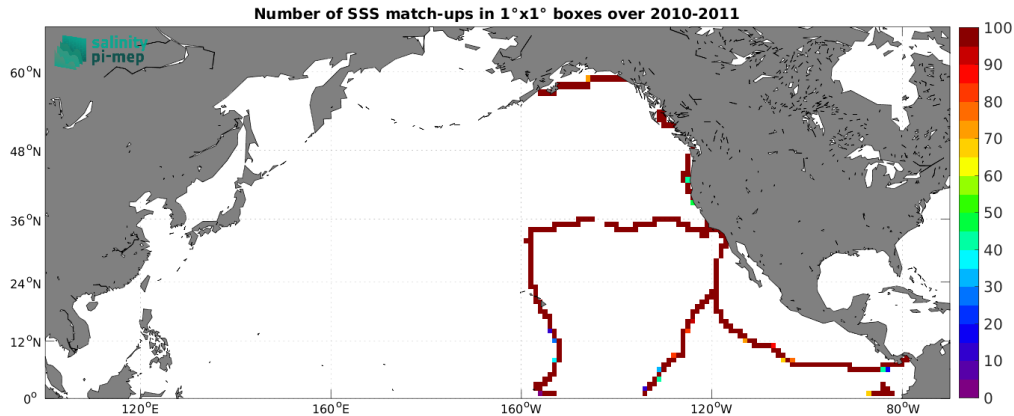 Number of SSS match-ups in 1°x1° boxes over 2010-2011
salinity
pi-mep
60°N
48°N
36°N
24°N
12°N
0°
120°E
160°E
160°W
120°W
80°W
100
90
80
70
60
50
40
30
20
10
0